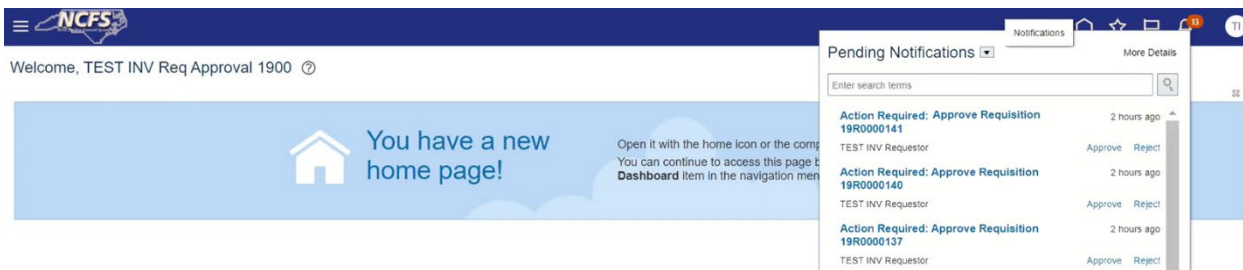 NCFS
13
TI
Notifications
Welcome, TEST INV Req Approval 1900
Pending Notifications
More Details
Enter search terms
You have a new
home page!
Open it with the home icon or the comp
You can continue to access this page b
Dashboard item in the navigation men
Action Required: Approve Requisition
19R0000141
2 hours ago
TEST INV Requestor
Approve Reject
Action Required: Approve Requisition
19R0000140
2 hours ago
TEST INV Requestor
Approve Reject
Action Required: Approve Requisition
19R0000137
2 hours ago
TEST INV Requestor
Approve Reject